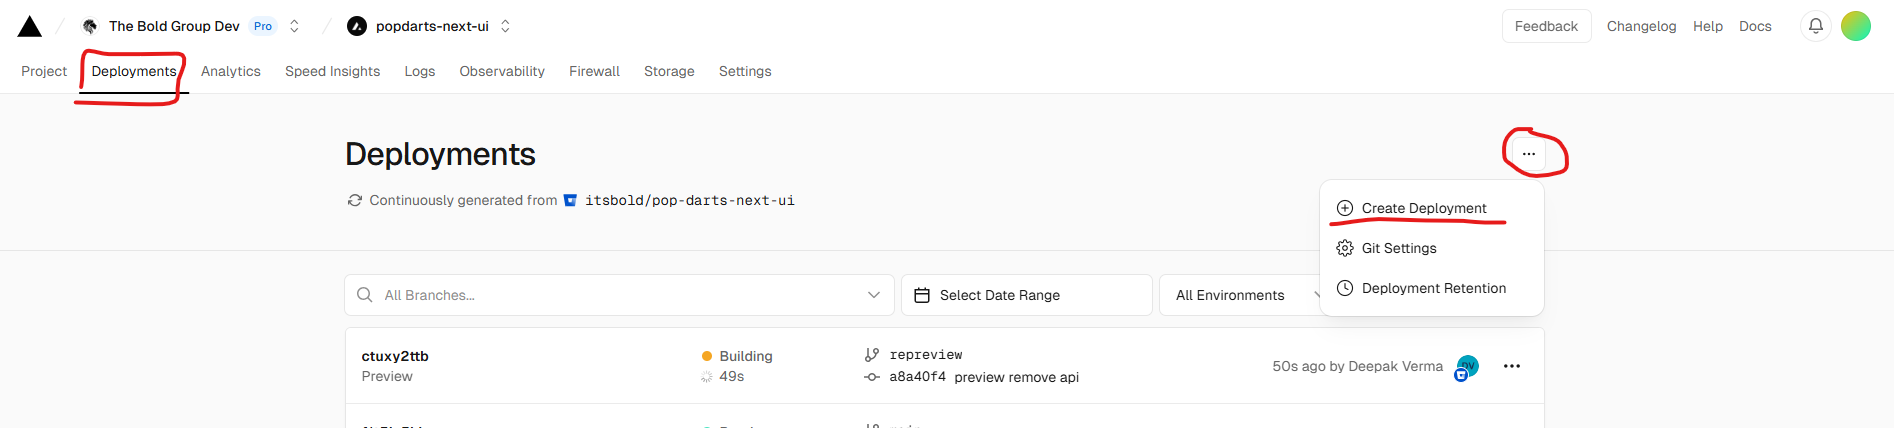 The Bold Group Dev Pro popdarts-next-ui Feedback Changelog Help Docs
Project Deployments Analytics Speed Insights Logs Observability Firewall Storage Settings
Deployments
Continuously generated from itsbold/pop-darts-next-ui
Create Deployment
Git Settings
Deployment Retention
All Branches... Select Date Range All Environments
ctuxy2ttb Building repreview
Preview 49s a8a40f4 preview remove api 50s ago by Deepak Verma DV